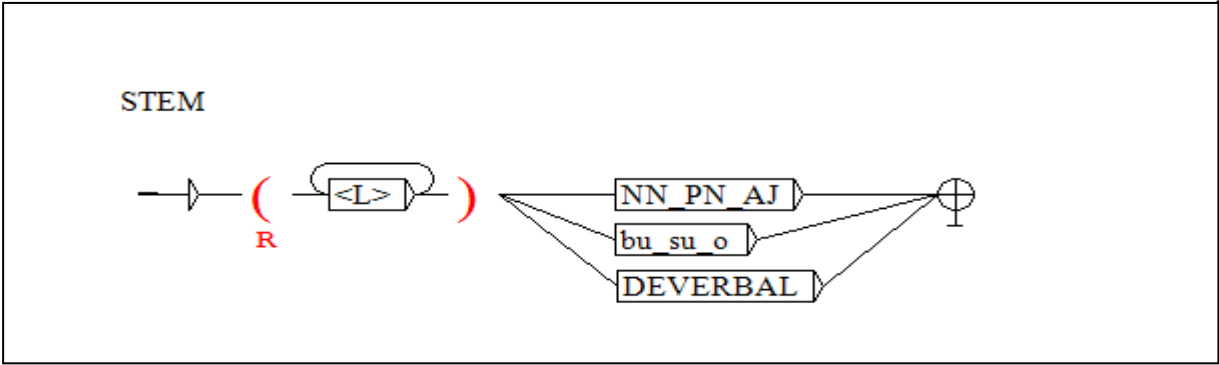 STEM
( <L> ) NN_PN_AJ
R
bu_su_o
DEVERBAL